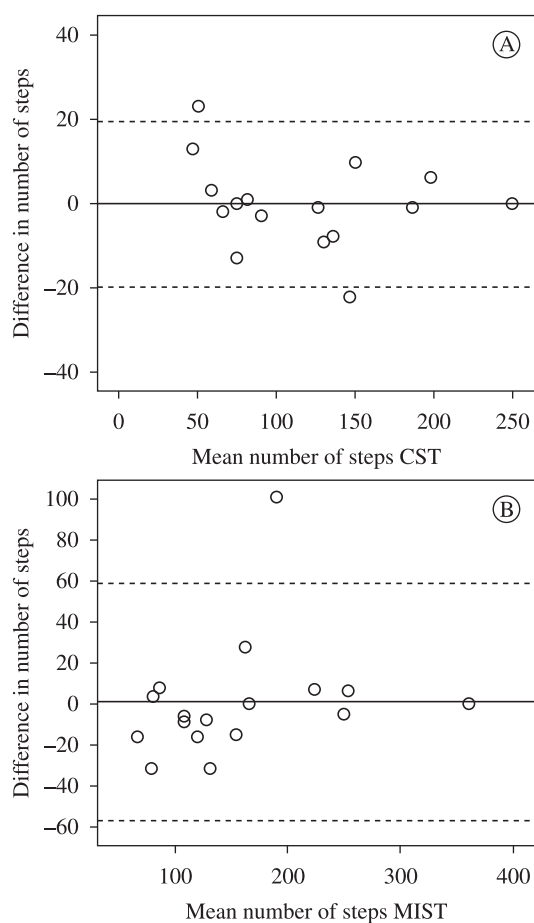 A
Difference in number of steps
40
20
0
–20
–40
0 50 100 150 200 250
Mean number of steps CST
B
Difference in number of steps
100
80
60
40
20
0
–20
–40
–60
100 200 300 400
Mean number of steps MIST